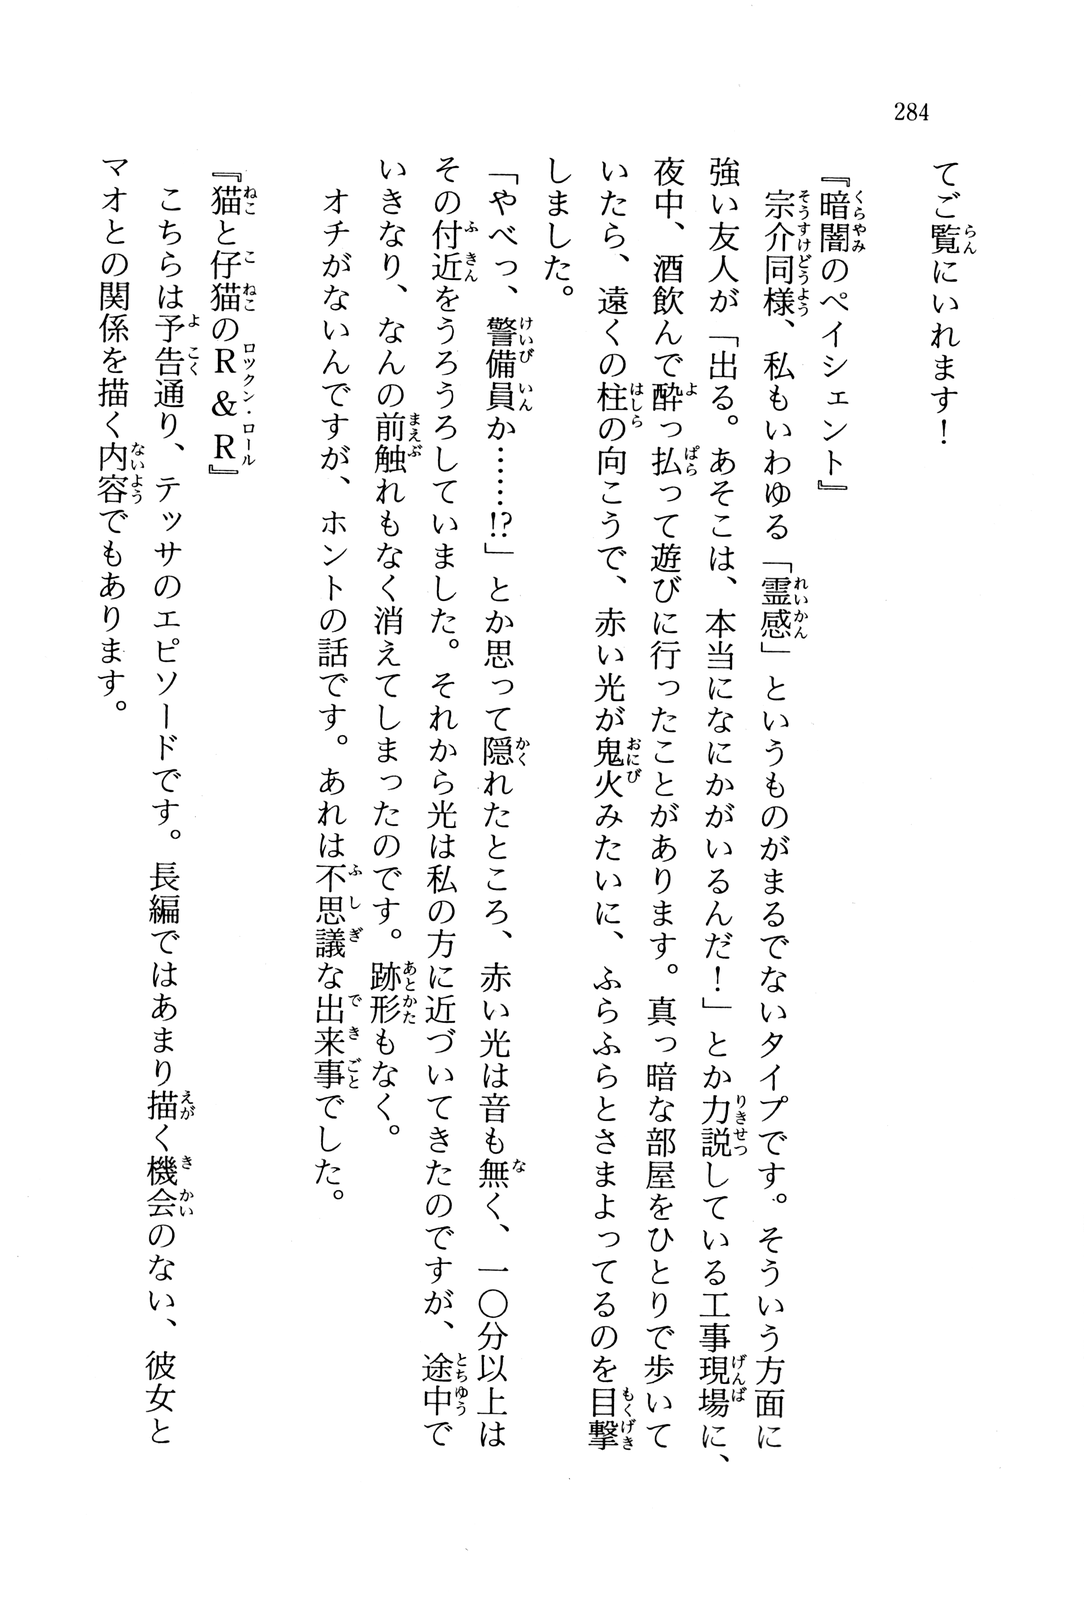 284
てご覧にいれます！
『暗闇のペイシェント』
宗介同様、私もいわゆる「霊感」というものがまるでないタイプです。そういう方面に
強い友人が「出る。あそこは、本当になにかがいるんだ！」とか力説している工事現場に、
夜中、酒飲んで酔っ払って遊びに行ったことがあります。真っ暗な部屋をひとりで歩いて
いたら、遠くの柱の向こうで、赤い光が鬼火みたいに、ふらふらとさまよってるのを目撃
しました。
「やべっ、警備員か……!?」とか思って隠れたところ、赤い光は音も無く、一〇分以上は
その付近をうろうろしていました。それから光は私の方に近づいてきたのですが、途中で
いきなり、なんの前触れもなく消えてしまったのです。跡形もなく。
オチがないんですが、ホントの話です。あれは不思議な出来事でした。
『猫と仔猫のR＆R』
こちらは予告通り、テッサのエピソードです。長編ではあまり描く機会のない、彼女と
マオとの関係を描く内容でもあります。